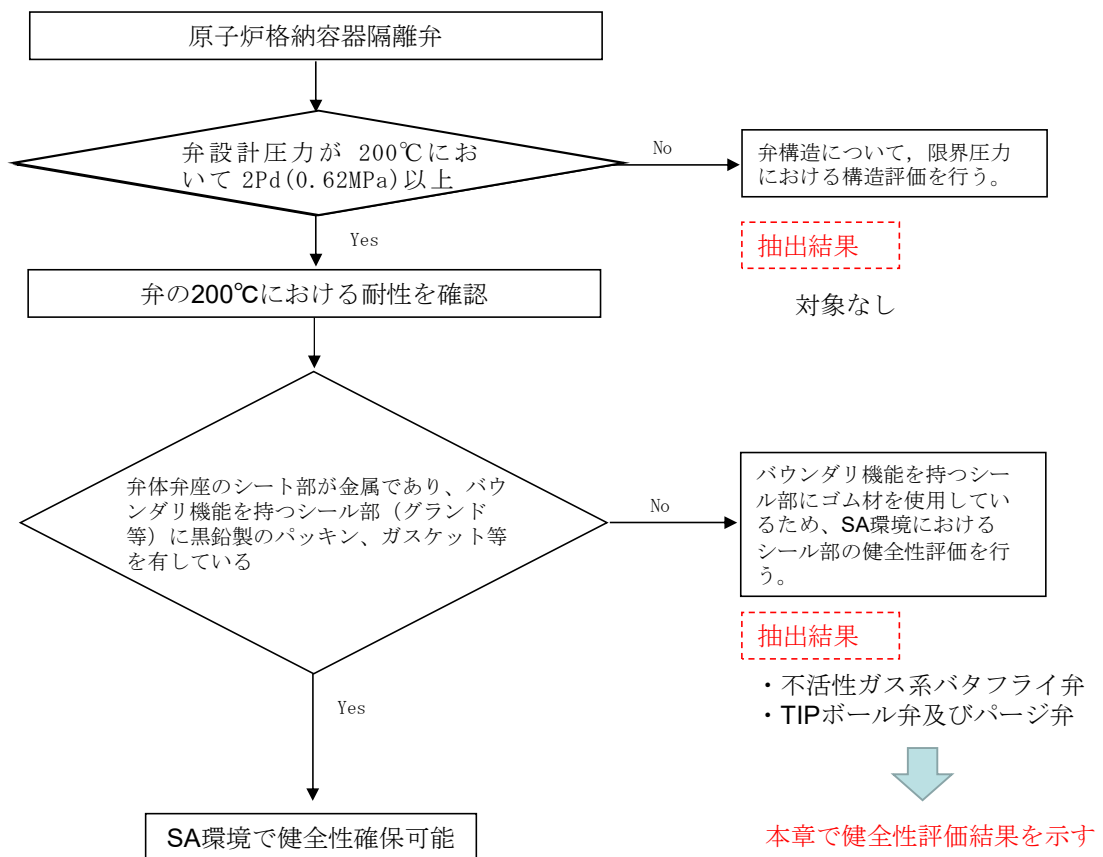 原子炉格納容器隔離弁
弁設計圧力が 200℃にお
いて 2Pd(0.62MPa)以上
No
弁構造について，限界圧力
における構造評価を行う。
抽出結果
対象なし
Yes
弁の200℃における耐性を確認
弁体弁座のシート部が金属であり、バウ
ンダリ機能を持つシール部（グランド
等）に黒鉛製のパッキン、ガスケット等
を有している
No
バウンダリ機能を持つシー
ル部にゴム材を使用してい
るため、SA環境における
シール部の健全性評価を行
う。
抽出結果
・不活性ガス系バタフライ弁
・TIPボール弁及びパージ弁
Yes
SA環境で健全性確保可能
本章で健全性評価結果を示す